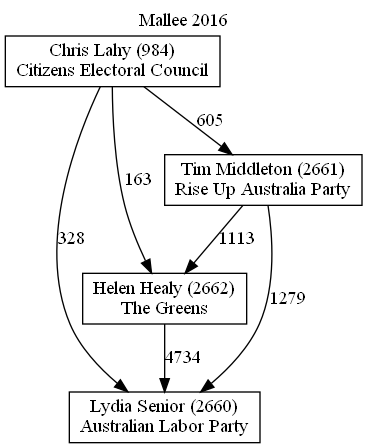 Mallee 2016
Chris Lahy (984)
Citizens Electoral Council
605
Tim Middleton (2661)
Rise Up Australia Party
163
328
1113
Helen Healy (2662)
The Greens
1279
4734
Lydia Senior (2660)
Australian Labor Party